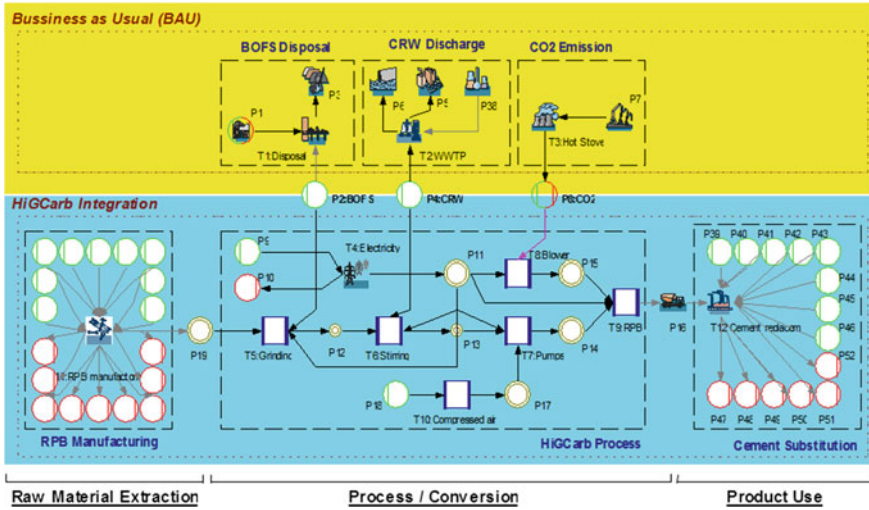 Bussiness as Usual (BAU)
BOFS Disposal
CRW Discharge
CO2 Emission
P1
P3
P6
P5
P36
P7
T1:Disposal
T2:WWTP
T3:Hot Stove
P2:BOFS
P4:CRW
P8:CO2
HiGCarb Integration
P9
T4:Electricity
P11
T8:Blower
P15
P10
P39
P40
P41
P42
P43
P44
P45
P46
P52
P19
T5:Grinding
P12
T6:Stirring
P13
T7:Pumps
P14
T9:RPB
P16
T12:Cement
RPB manufacton
P18
T10:Compressed air
P17
P47
P48
P49
P50
P51
RPB Manufacturing
HiGCarb Process
Cement Substitution
Raw Material Extraction
Process / Conversion
Product Use